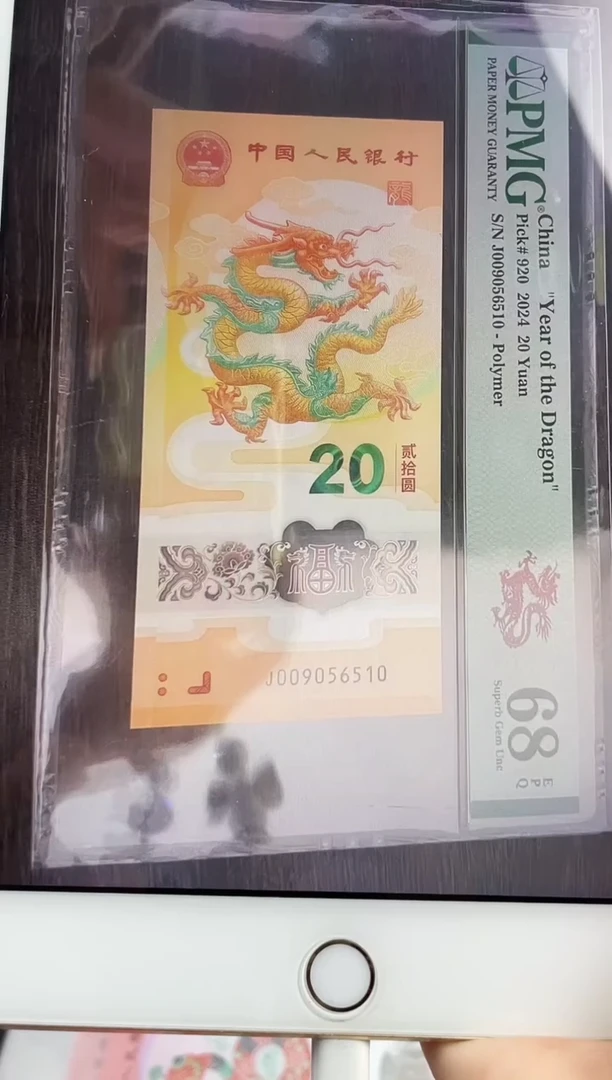 中国人民银行
20
贰拾圆
福
J009056510
PMG®
PAPER MONEY GUARANTY
China "Year of the Dragon"
Pick# 920 2024 20 Yuan
S/N J009056510 - Polymer
68
EPQ
Superb Gem Unc